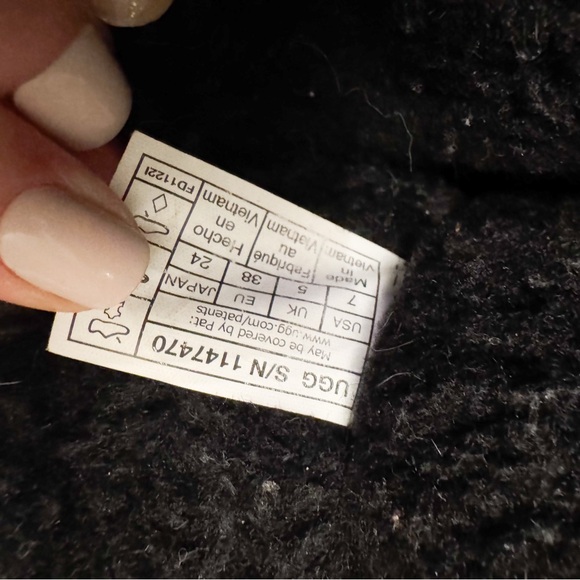 UGG S/N 1147470
May be covered by Pat:
www.ugg.com/patents
USA UK EU JAPAN
7 5 38 24
Made in Vietnam
Fabriqué au Vietnam
Hecho en Vietnam
FD11221